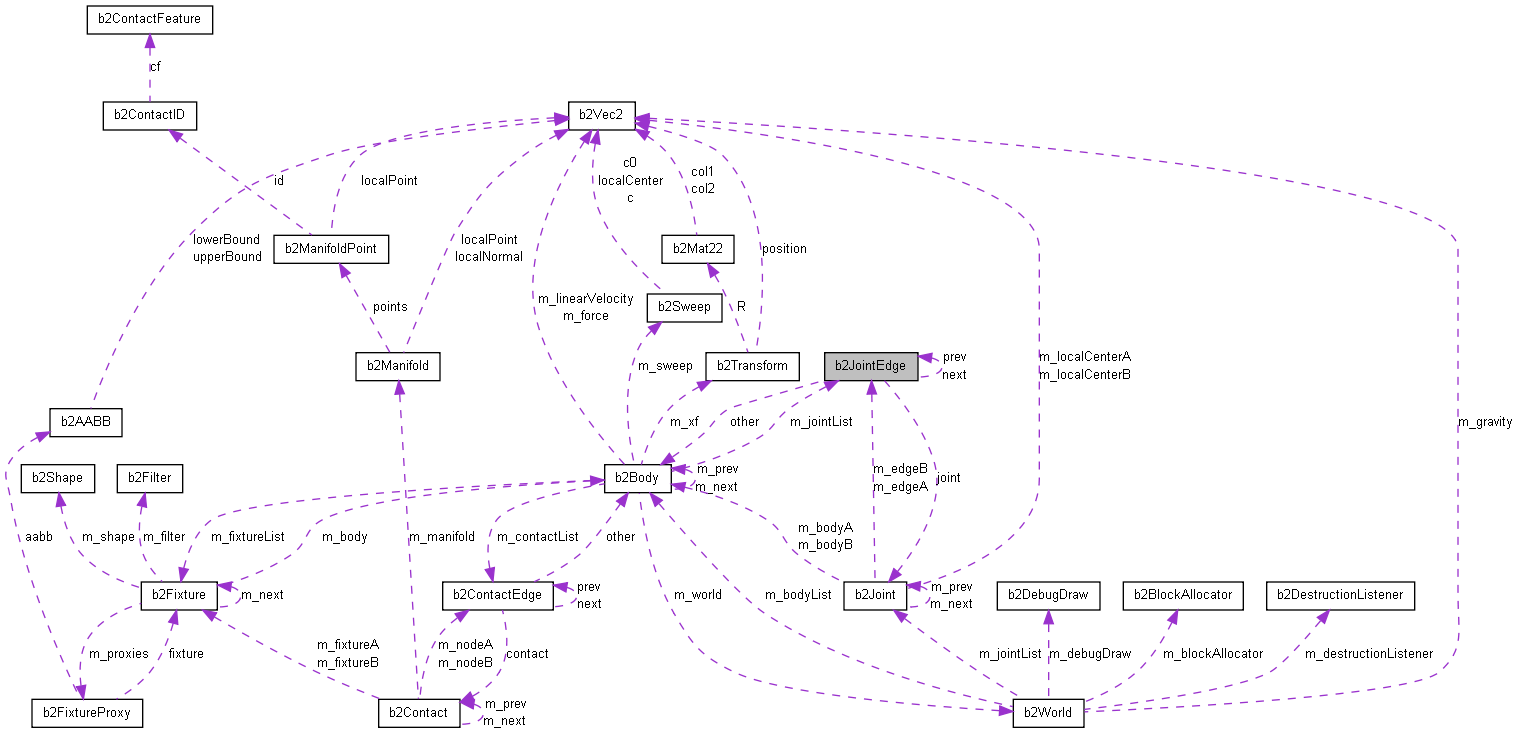 b2ContactFeature
cf
b2ContactID
b2Vec2
c0
localCenter
c
col1
col2
id
localPoint
lowerBound
upperBound
b2ManifoldPoint
localPoint
localNormal
b2Mat22
position
points
m_linearVelocity
m_force
b2Sweep
R
b2Manifold
m_sweep
b2Transform
b2JointEdge
prev
next
m_localCenterA
m_localCenterB
b2AABB
m_xf
other
m_jointList
m_gravity
b2Shape
b2Filter
b2Body
m_prev
m_next
m_edgeB
m_edgeA
joint
aabb
m_shape
m_filter
m_fixtureList
m_body
m_manifold
m_contactList
other
m_bodyA
m_bodyB
b2Fixture
m_next
b2ContactEdge
prev
next
m_world
m_bodyList
b2Joint
m_prev
m_next
b2DebugDraw
b2BlockAllocator
b2DestructionListener
m_proxies
fixture
m_fixtureA
m_fixtureB
m_nodeA
m_nodeB
contact
m_jointList
m_debugDraw
m_blockAllocator
m_destructionListener
b2FixtureProxy
b2Contact
m_prev
m_next
b2World